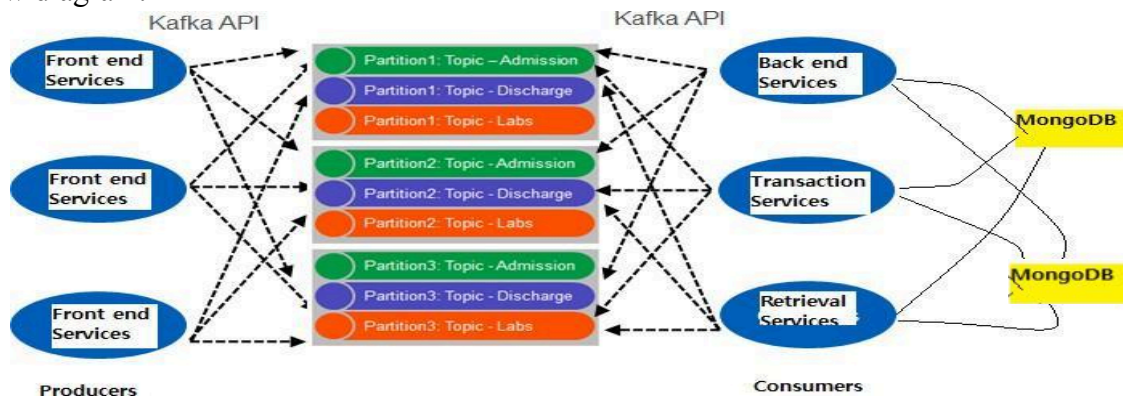 Kafka API
Kafka API
Front end
Services
Partition1: Topic – Admission
Partition1: Topic - Discharge
Partition1: Topic - Labs
Back end
Services
MongoDB
Front end
Services
Partition2: Topic - Admission
Partition2: Topic - Discharge
Partition2: Topic - Labs
Transaction
Services
MongoDB
Front end
Services
Partition3: Topic - Admission
Partition3: Topic - Discharge
Partition3: Topic - Labs
Retrieval
Services
Producers
Consumers